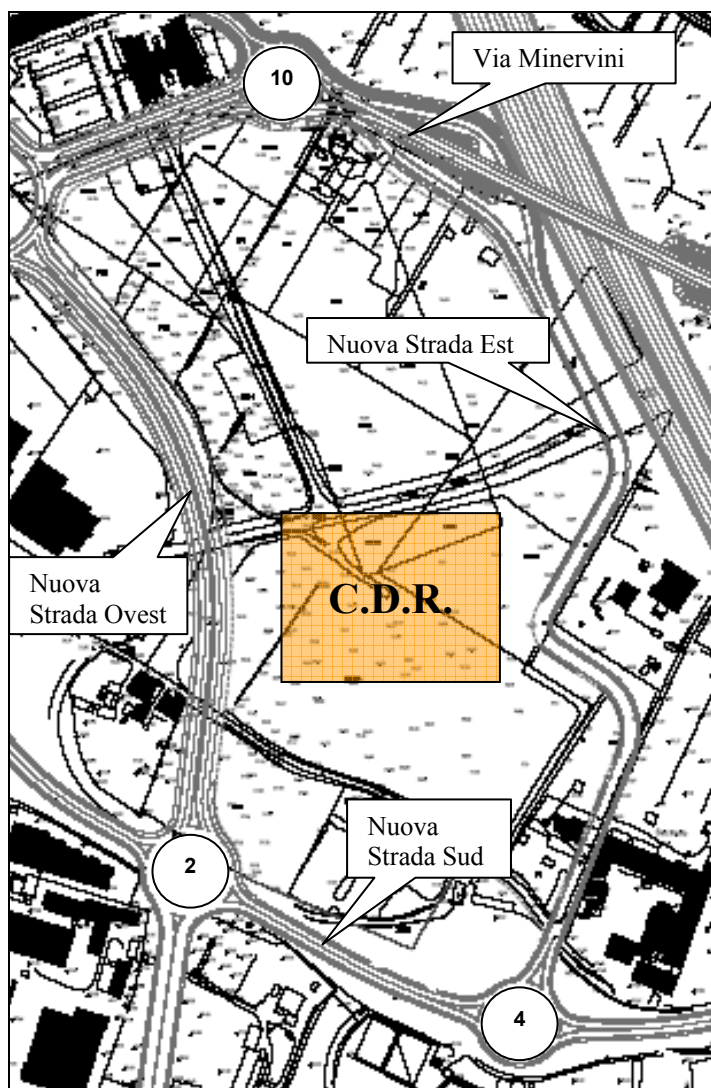 10
Via Minervini
Nuova Strada Est
Nuova
Strada Ovest
C.D.R.
Nuova
Strada Sud
2
4